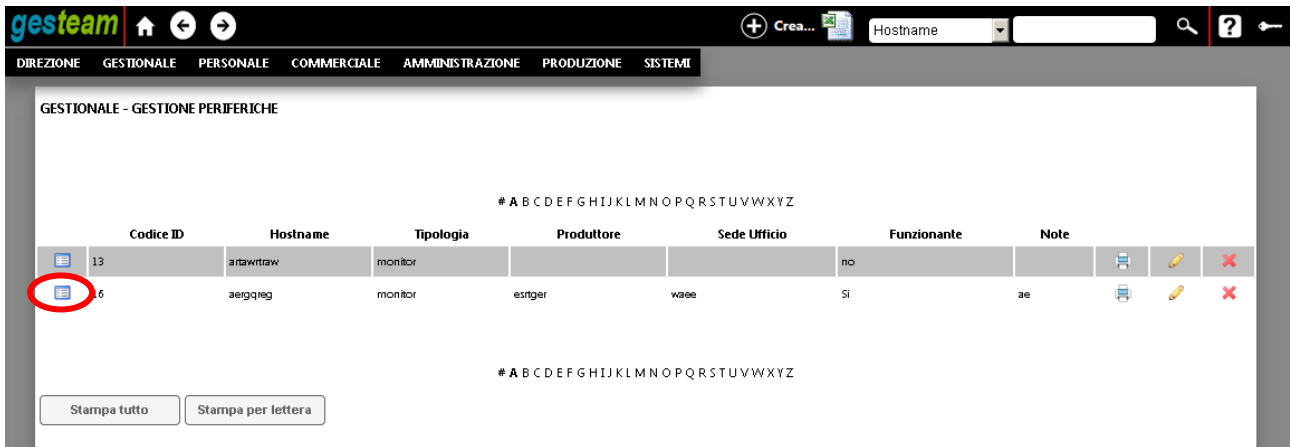 gesteam Crea... Hostname ?
DIREZIONE GESTIONALE PERSONALE COMMERCIALE AMMINISTRAZIONE PRODUZIONE SISTEMI
GESTIONALE - GESTIONE PERIFERICHE
# A B C D E F G H I J K L M N O P Q R S T U V W X Y Z
Codice ID Hostname Tipologia Produttore Sede Ufficio Funzionante Note
13 artawrtraw monitor no
16 aergqreg monitor esrtger waee Si ae
# A B C D E F G H I J K L M N O P Q R S T U V W X Y Z
Stampa tutto Stampa per lettera